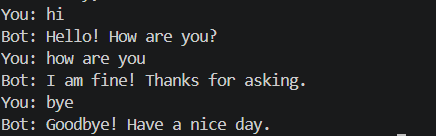 You: hi
Bot: Hello! How are you?
You: how are you
Bot: I am fine! Thanks for asking.
You: bye
Bot: Goodbye! Have a nice day.